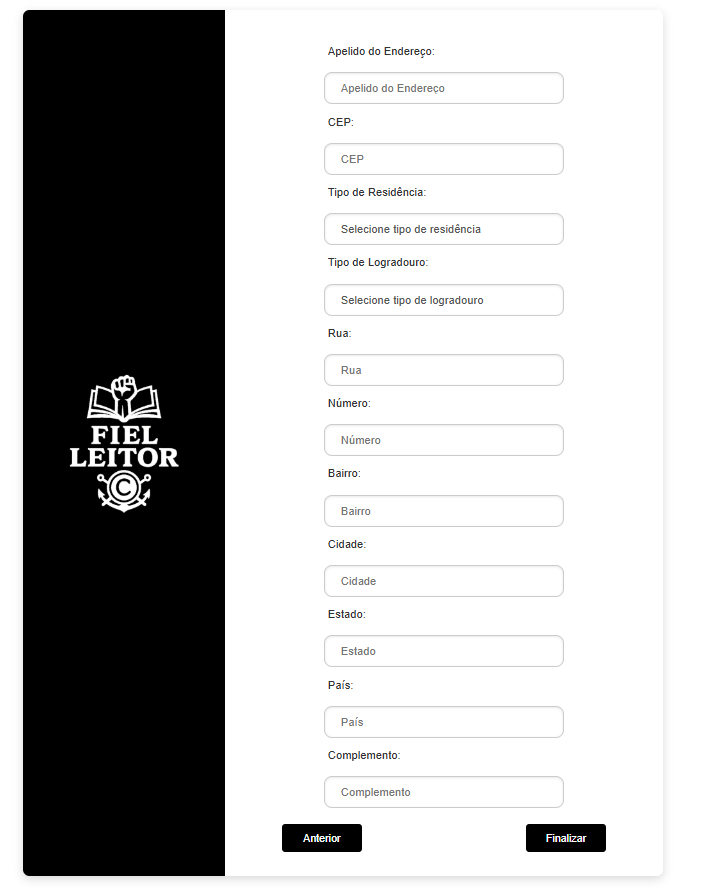 Apelido do Endereço:
Apelido do Endereço
CEP:
CEP
Tipo de Residência:
Selecione tipo de residência
Tipo de Logradouro:
Selecione tipo de logradouro
Rua:
Rua
Número:
Número
Bairro:
Bairro
Cidade:
Cidade
Estado:
Estado
País:
País
Complemento:
Complemento
Anterior
Finalizar
FIEL
LEITOR
C